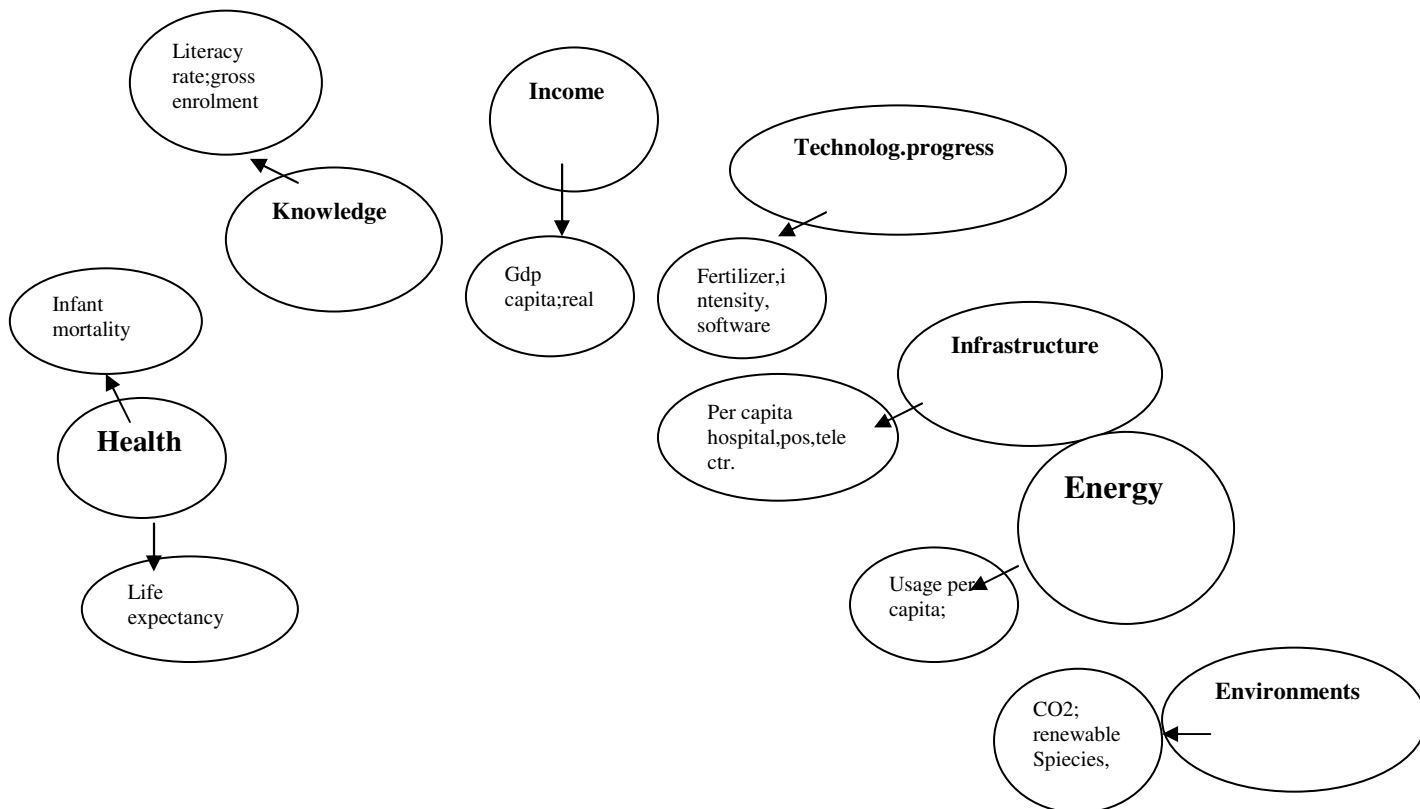 Literacy
rate;gross
enrolment
Income
Technolog.progress
Knowledge
Gdp
capita;real
Fertilizer,i
ntensity,
software
Infant
mortality
Infrastructure
Per capita
hospital,pos,tele
ctr.
Health
Energy
Usage per
capita;
Life
expectancy
Environments
CO2;
renewable
Spiecies,